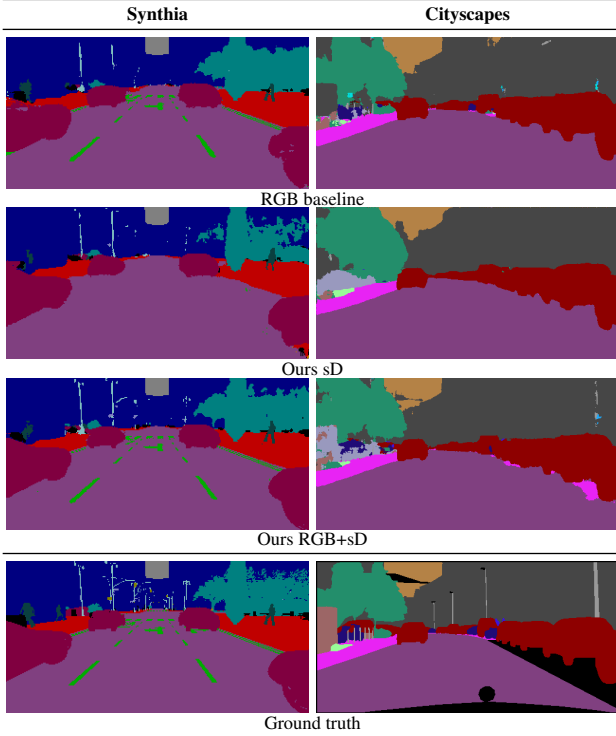 Synthia Cityscapes
RGB baseline
Ours sD
Ours RGB+sD
Ground truth